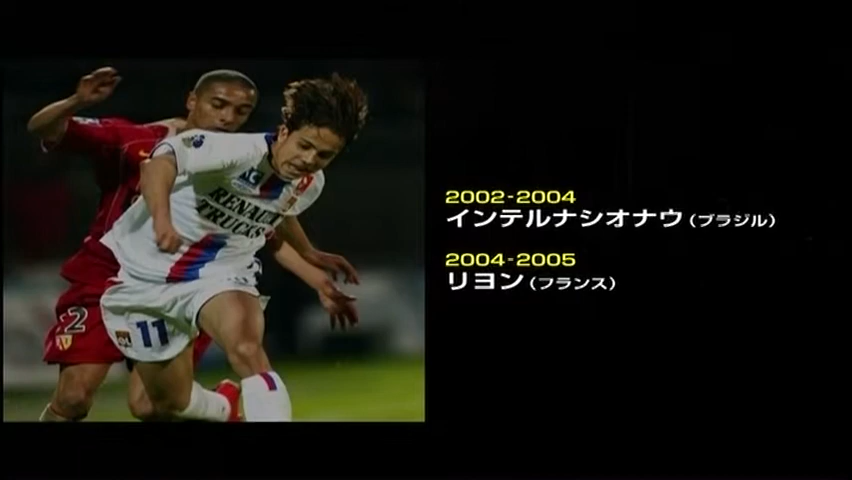 RENAULT
TRUCKS
11
2
2002-2004
インテルナシオナウ(ブラジル)
2004-2005
リヨン(フランス)